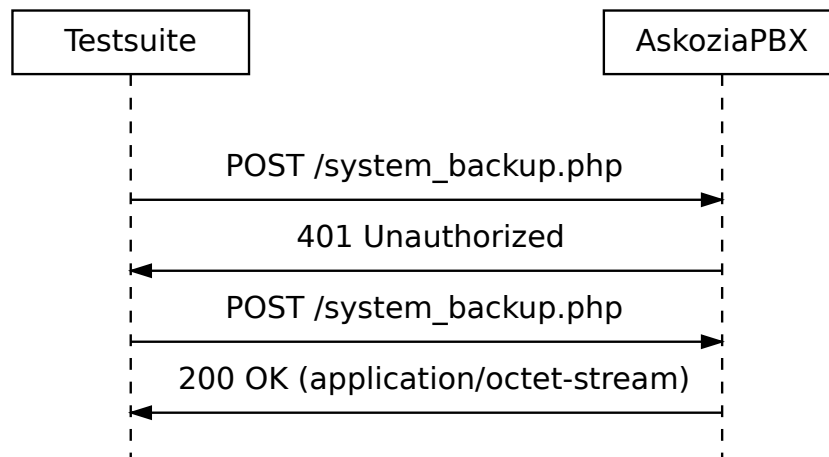 Testsuite
AskoziaPBX
POST /system_backup.php
401 Unauthorized
POST /system_backup.php
200 OK (application/octet-stream)